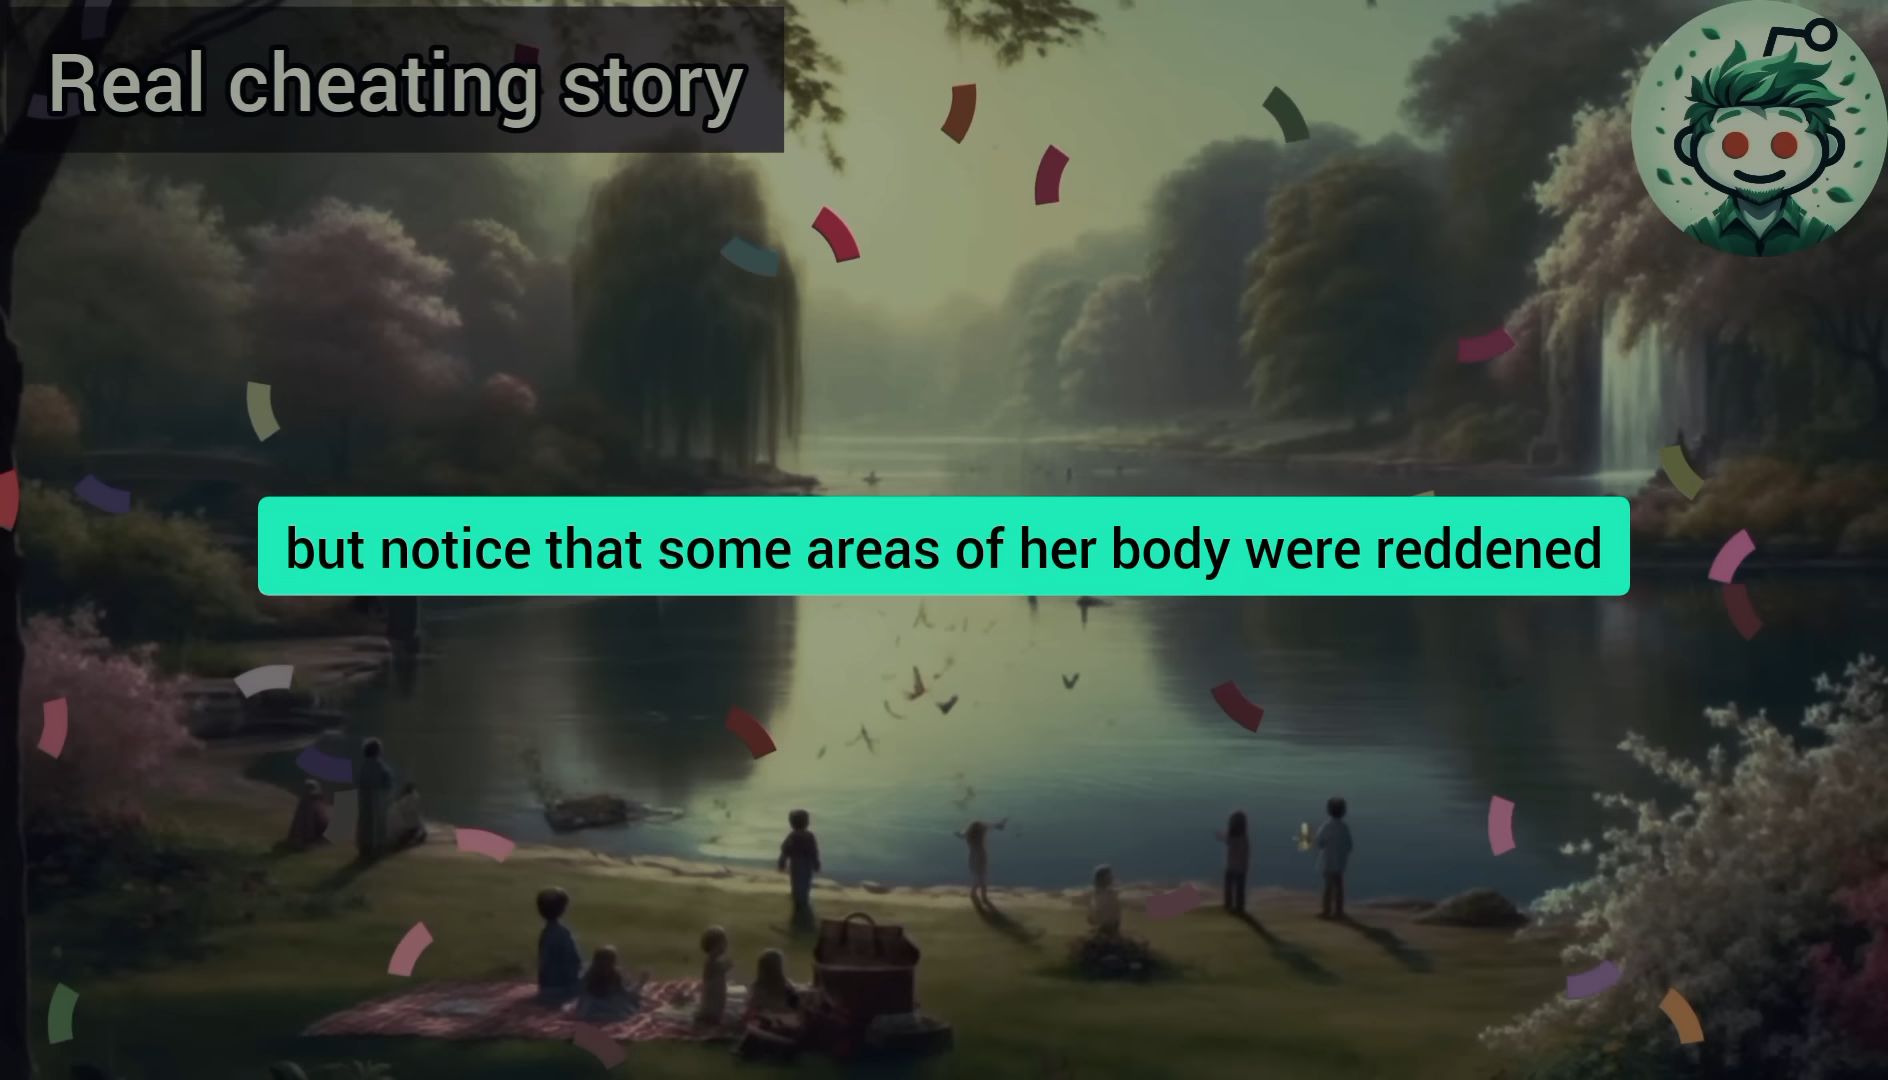 Real cheating story
but notice that some areas of her body were reddened